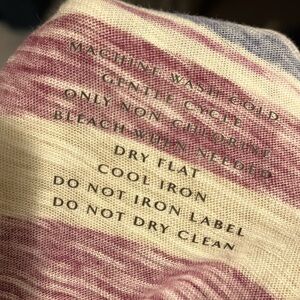 MACHINE WASH COLD
GENTLE CYCLE
ONLY NON-CHLORINE
BLEACH WHEN NEEDED
DRY FLAT
COOL IRON
DO NOT IRON LABEL
DO NOT DRY CLEAN